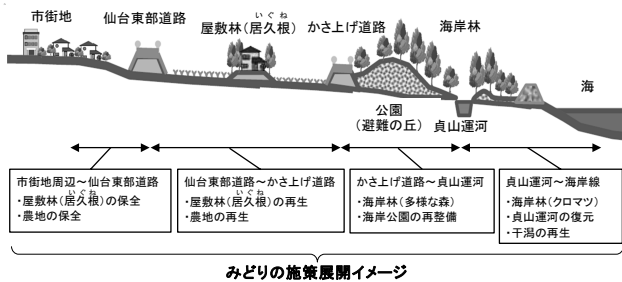 市街地
仙台東部道路
いぐね
屋敷林(居久根)
かさ上げ道路
海岸林
海
公園
(避難の丘)
貞山運河
市街地周辺~仙台東部道路
・屋敷林(居久根)の保全
いぐね
・農地の保全
仙台東部道路~かさ上げ道路
・屋敷林(居久根)の再生
いぐね
・農地の再生
かさ上げ道路~貞山運河
・海岸林(多様な森)
・海岸公園の再整備
貞山運河~海岸線
・海岸林(クロマツ)
・貞山運河の復元
・干潟の再生
みどりの施策展開イメージ